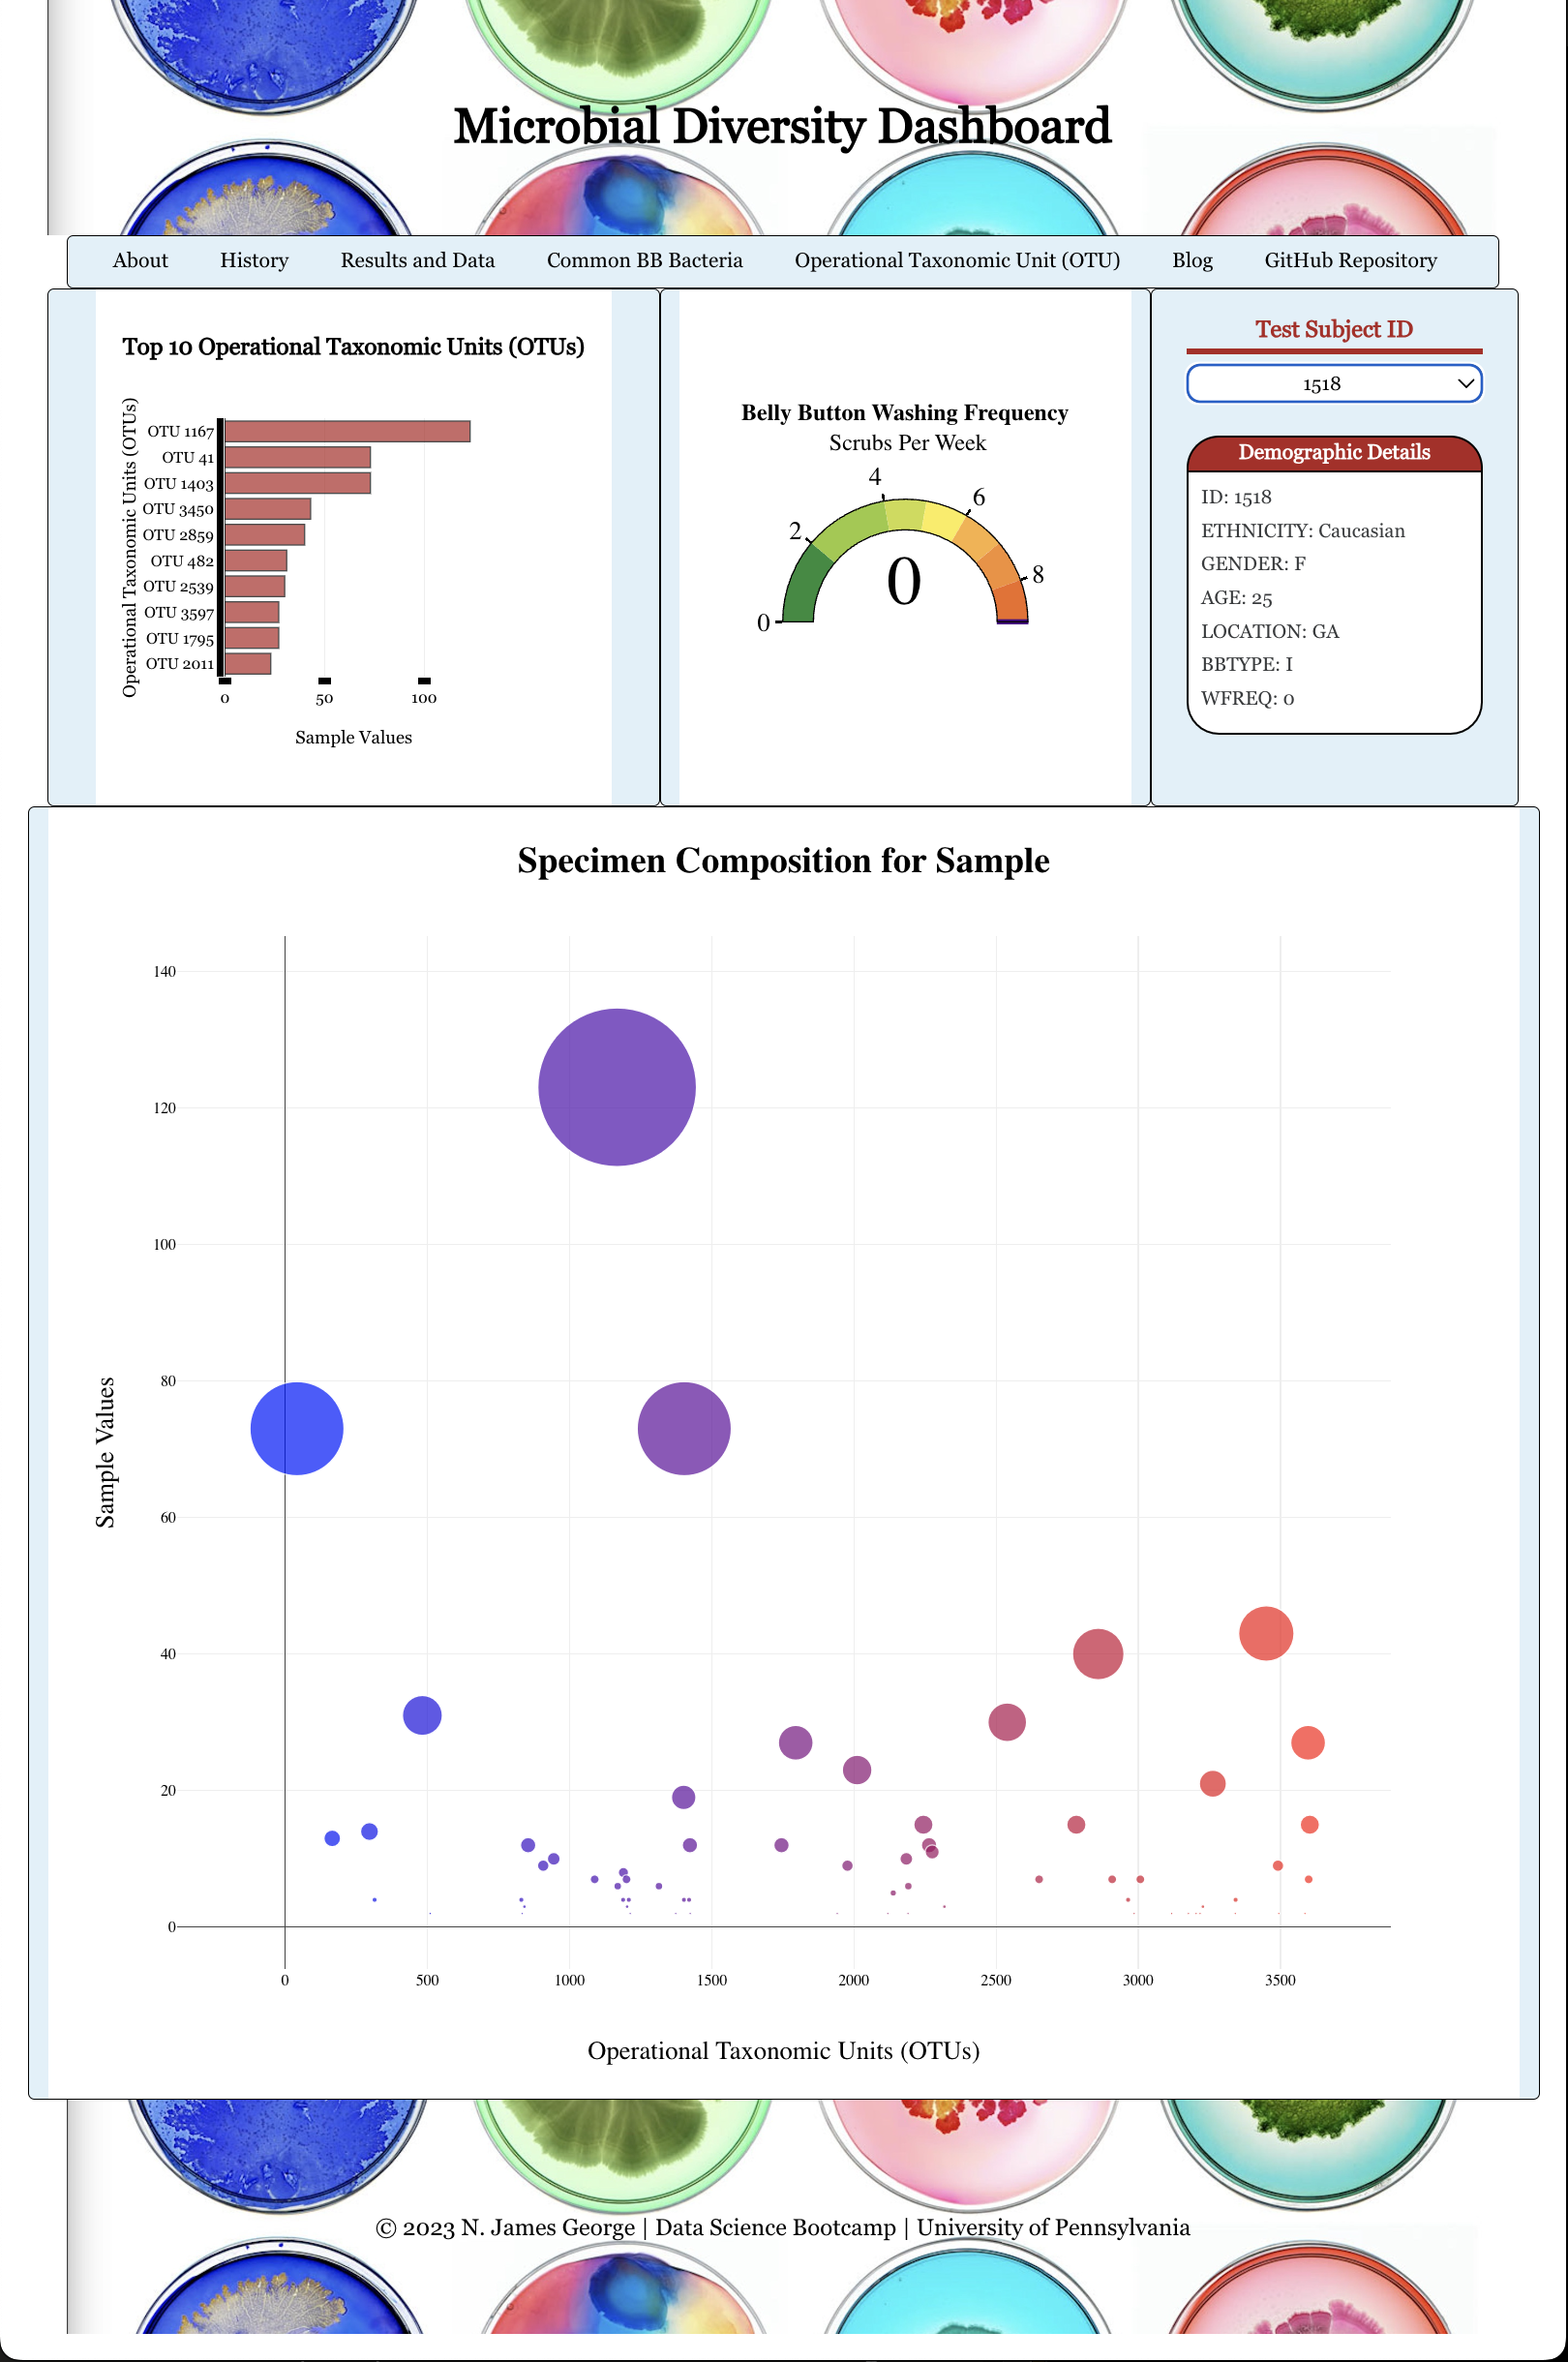 Microbial Diversity Dashboard
About History Results and Data Common BB Bacteria Operational Taxonomic Unit (OTU) Blog GitHub Repository
Top 10 Operational Taxonomic Units (OTUs)
Operational Taxonomic Units (OTUs)
OTU 1167
OTU 41
OTU 1403
OTU 3450
OTU 2859
OTU 482
OTU 2539
OTU 3597
OTU 1795
OTU 2011
0 50 100
Sample Values
Belly Button Washing Frequency
Scrubs Per Week
0 2 4 6 8
0
Test Subject ID
1518
Demographic Details
ID: 1518
ETHNICITY: Caucasian
GENDER: F
AGE: 25
LOCATION: GA
BBTYPE: I
WFREQ: 0
Specimen Composition for Sample
Sample Values
140
120
100
80
60
40
20
0
0 500 1000 1500 2000 2500 3000 3500
Operational Taxonomic Units (OTUs)
© 2023 N. James George | Data Science Bootcamp | University of Pennsylvania